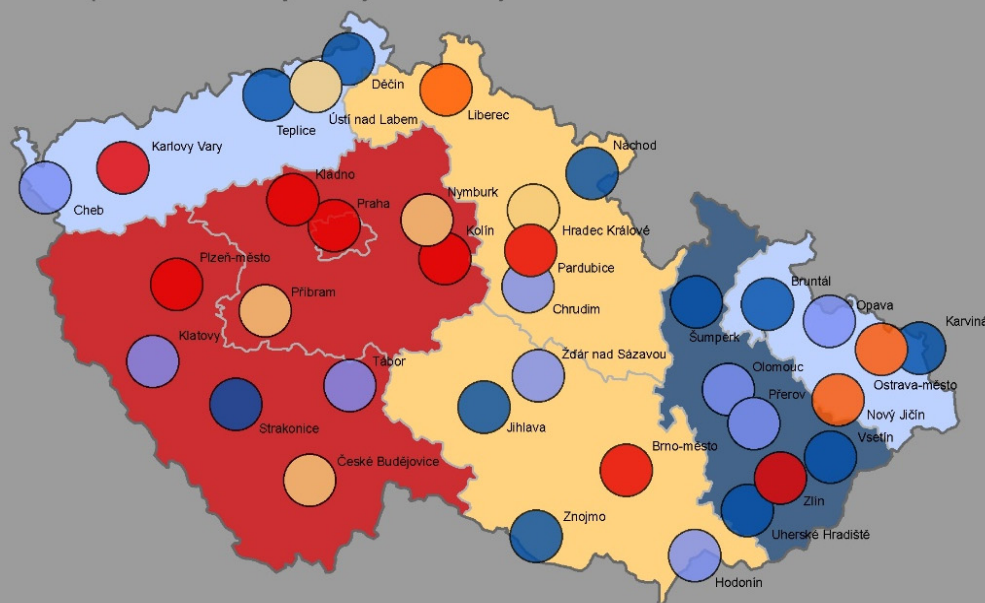 Děčín
Teplice
Ústí nad Labem
Liberec
Karlovy Vary
Náchod
Kladno
Cheb
Nymburk
Praha
Kolín
Hradec Králové
Plzeň-město
Pardubice
Příbram
Bruntál
Chrudim
Opava
Karviná
Klatovy
Šumperk
Tábor
Žďár nad Sázavou
Olomouc
Ostrava-město
Přerov
Nový Jičín
Strakonice
Jihlava
Vsetín
Brno-město
České Budějovice
Zlín
Znojmo
Uherské Hradiště
Hodonín